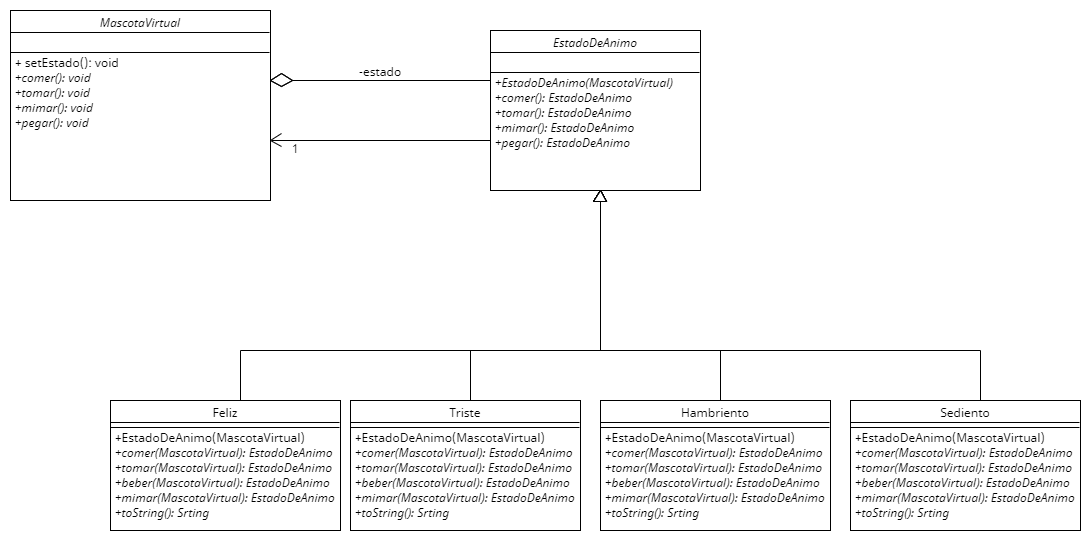 MascotaVirtual
+ setEstado(): void
+comer(): void
+tomar(): void
+mimar(): void
+pegar(): void
-estado
1
EstadoDeAnimo
+EstadoDeAnimo(MascotaVirtual)
+comer(): EstadoDeAnimo
+tomar(): EstadoDeAnimo
+mimar(): EstadoDeAnimo
+pegar(): EstadoDeAnimo
Feliz
+EstadoDeAnimo(MascotaVirtual)
+comer(MascotaVirtual): EstadoDeAnimo
+tomar(MascotaVirtual): EstadoDeAnimo
+beber(MascotaVirtual): EstadoDeAnimo
+mimar(MascotaVirtual): EstadoDeAnimo
+toString(): Srting
Triste
+EstadoDeAnimo(MascotaVirtual)
+comer(MascotaVirtual): EstadoDeAnimo
+tomar(MascotaVirtual): EstadoDeAnimo
+beber(MascotaVirtual): EstadoDeAnimo
+mimar(MascotaVirtual): EstadoDeAnimo
+toString(): Srting
Hambriento
+EstadoDeAnimo(MascotaVirtual)
+comer(MascotaVirtual): EstadoDeAnimo
+tomar(MascotaVirtual): EstadoDeAnimo
+beber(MascotaVirtual): EstadoDeAnimo
+mimar(MascotaVirtual): EstadoDeAnimo
+toString(): Srting
Sediento
+EstadoDeAnimo(MascotaVirtual)
+comer(MascotaVirtual): EstadoDeAnimo
+tomar(MascotaVirtual): EstadoDeAnimo
+beber(MascotaVirtual): EstadoDeAnimo
+mimar(MascotaVirtual): EstadoDeAnimo
+toString(): Srting